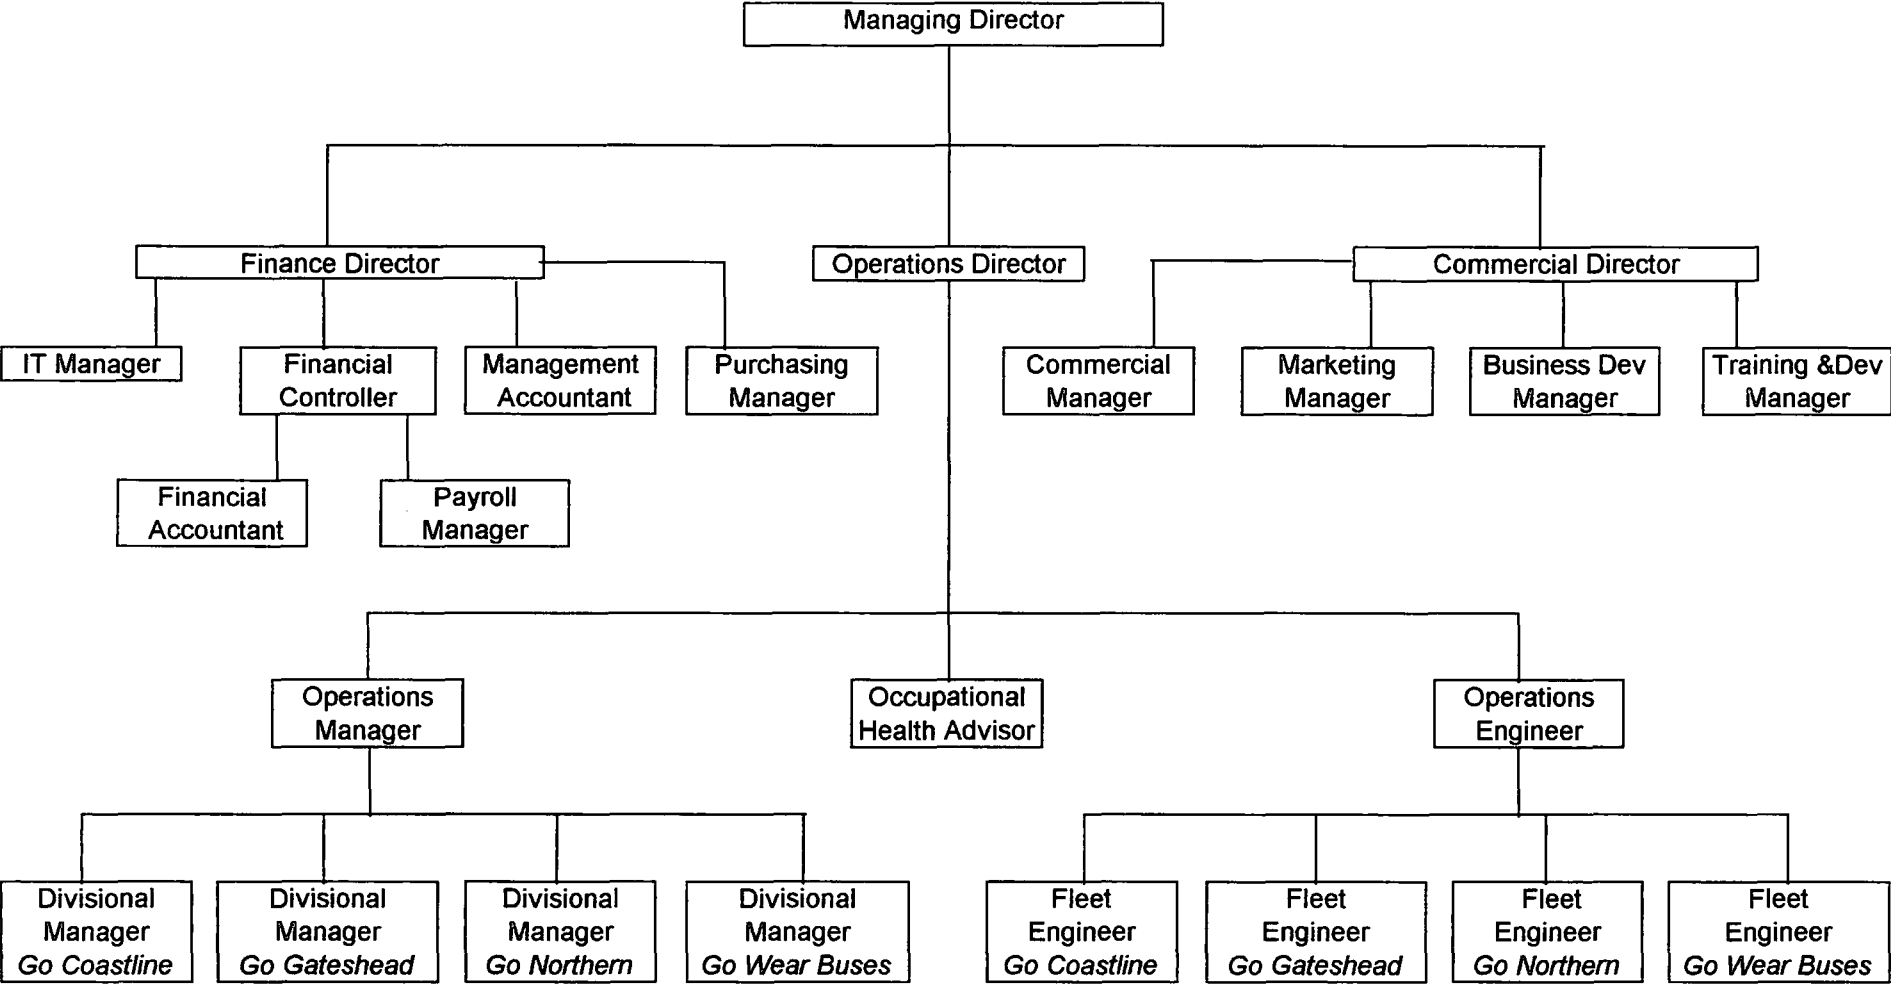 Managing Director
Finance Director
Operations Director
Commercial Director
IT Manager
Financial
Controller
Management
Accountant
Purchasing
Manager
Commercial
Manager
Marketing
Manager
Business Dev
Manager
Training &Dev
Manager
Financial
Accountant
Payroll
Manager
Operations
Manager
Occupational
Health Advisor
Operations
Engineer
Divisional
Manager
Go Coastline
Divisional
Manager
Go Gateshead
Divisional
Manager
Go Northern
Divisional
Manager
Go Wear Buses
Fleet
Engineer
Go Coastline
Fleet
Engineer
Go Gateshead
Fleet
Engineer
Go Northern
Fleet
Engineer
Go Wear Buses